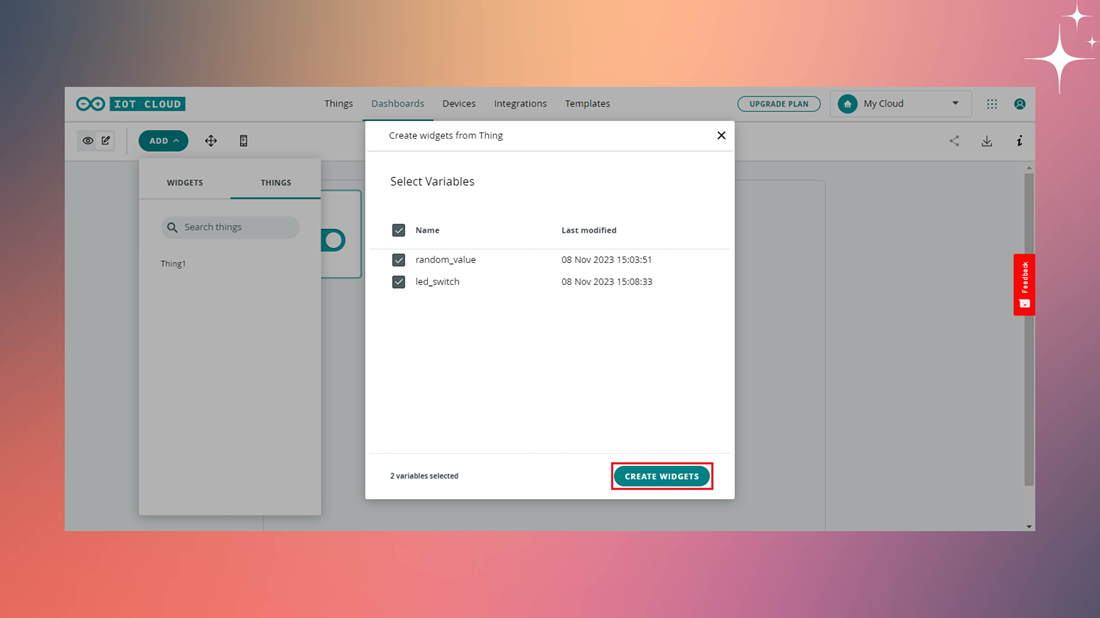 IOT CLOUD
Things Dashboards Devices Integrations Templates
UPGRADE PLAN
My Cloud
ADD
WIDGETS THINGS
Search things
Thing1
Create widgets from Thing
Select Variables
Name Last modified
random_value 08 Nov 2023 15:03:51
led_switch 08 Nov 2023 15:08:33
2 variables selected
CREATE WIDGETS
Feedback